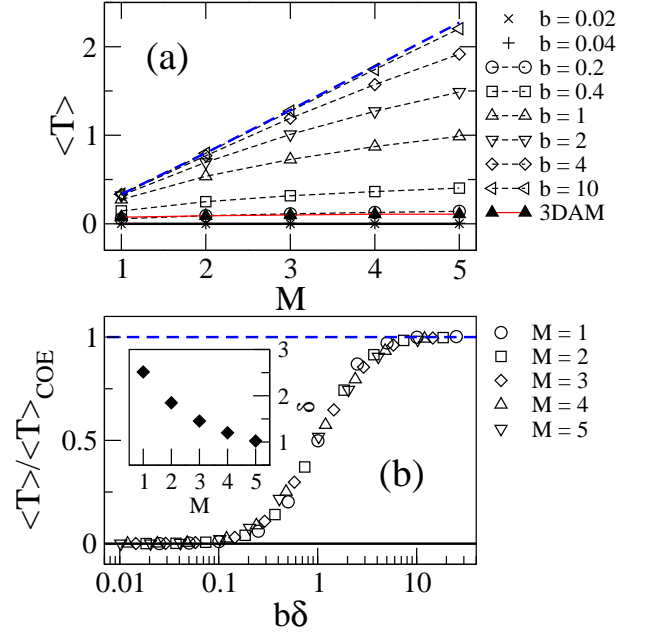 (a)
<T>
2
1
0
1 2 3 4 5
M
b = 0.02
b = 0.04
b = 0.2
b = 0.4
b = 1
b = 2
b = 4
b = 10
3DAM
(b)
<T>/<T>COE
1
0.5
0
0.01 0.1 1 10
bδ
3
2
1
δ
1 2 3 4 5
M
M = 1
M = 2
M = 3
M = 4
M = 5